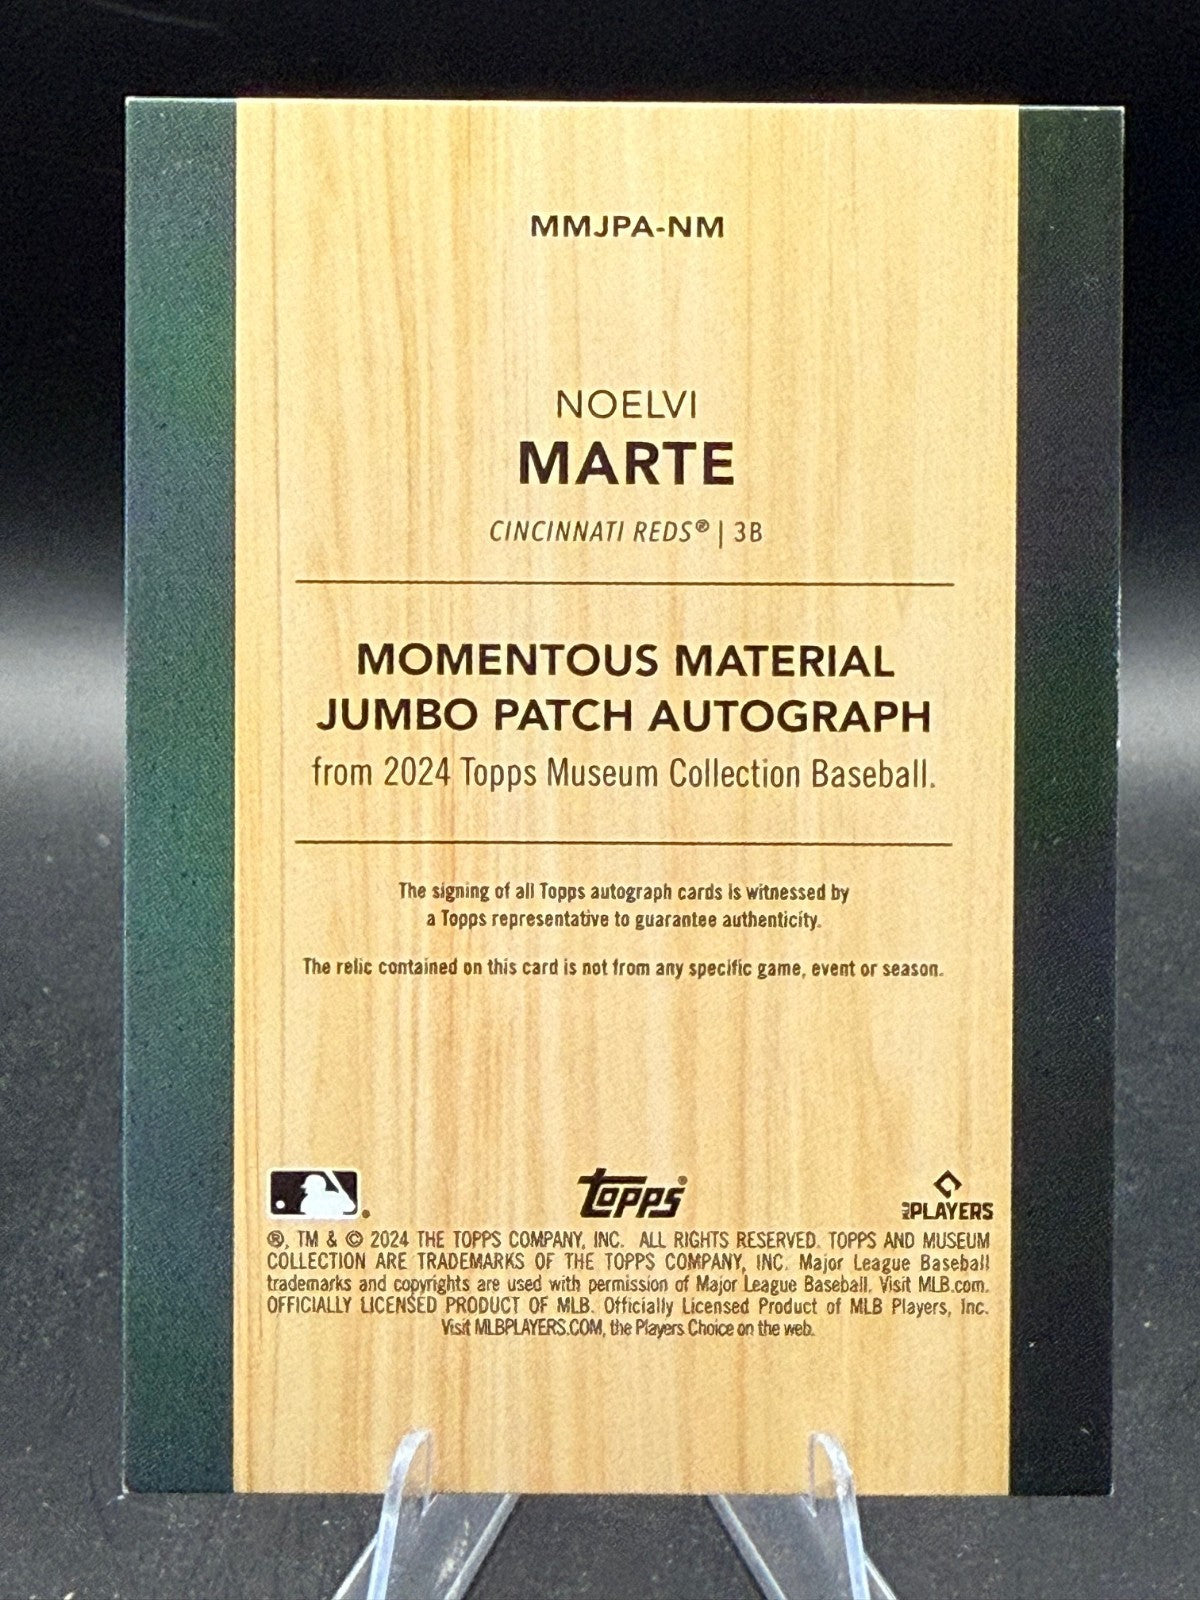 MMJPA-NM
NOELVI
MARTE
CINCINNATI REDS® | 3B
MOMENTOUS MATERIAL
JUMBO PATCH AUTOGRAPH
from 2024 Topps Museum Collection Baseball.
The signing of all Topps autograph cards is witnessed by
a Topps representative to guarantee authenticity.
The relic contained on this card is not from any specific game, event or season.
Topps®
PLAYERS
®, TM & © 2024 THE TOPPS COMPANY, INC. ALL RIGHTS RESERVED. TOPPS AND MUSEUM
COLLECTION ARE TRADEMARKS OF THE TOPPS COMPANY, INC. Major League Baseball
trademarks and copyrights are used with permission of Major League Baseball. Visit MLB.com.
OFFICIALLY LICENSED PRODUCT OF MLB. Officially Licensed Product of MLB Players, Inc.
Visit MLBPLAYERS.COM, the Players Choice on the web.